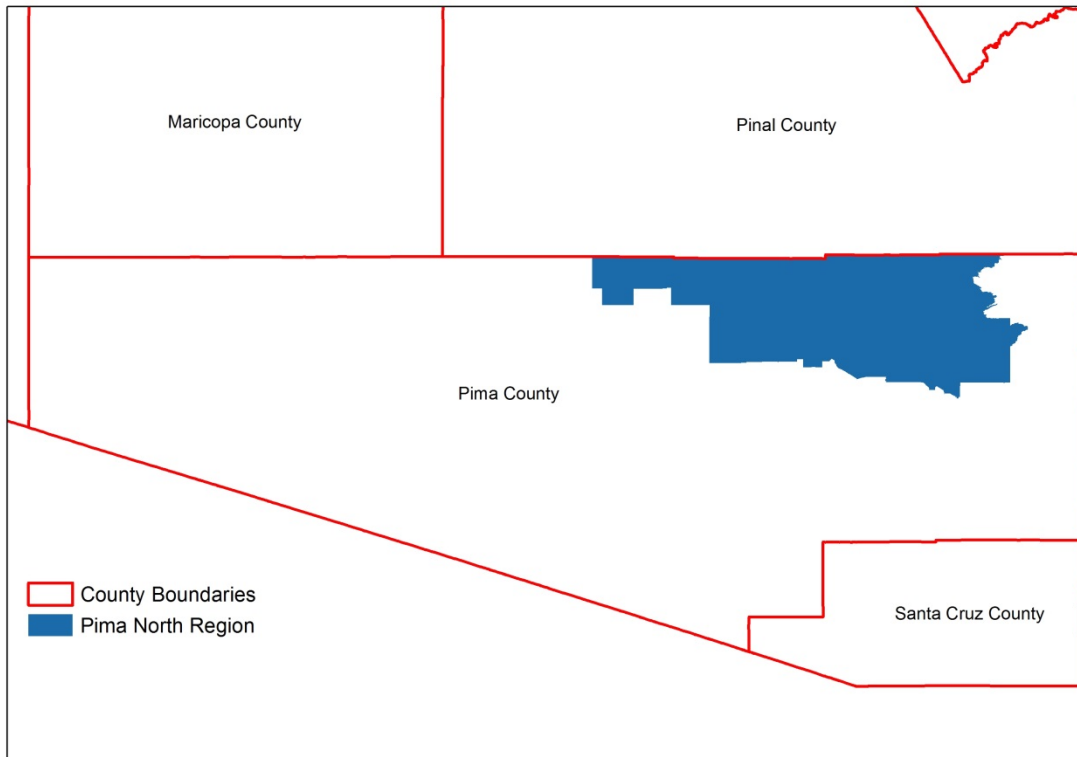 Maricopa County
Pinal County
Pima County
County Boundaries
Pima North Region
Santa Cruz County